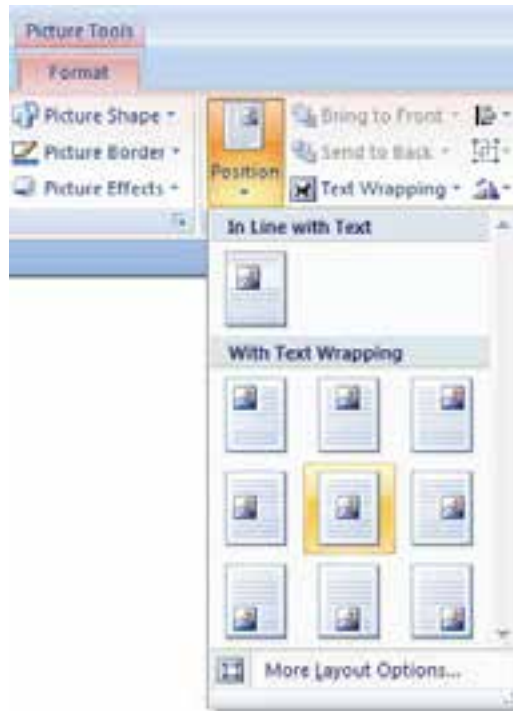 Picture Tools
Format
Picture Shape
Picture Border
Picture Effects
Position
Bring to Front
Send to Back
Text Wrapping
In Line with Text
With Text Wrapping
More Layout Options...